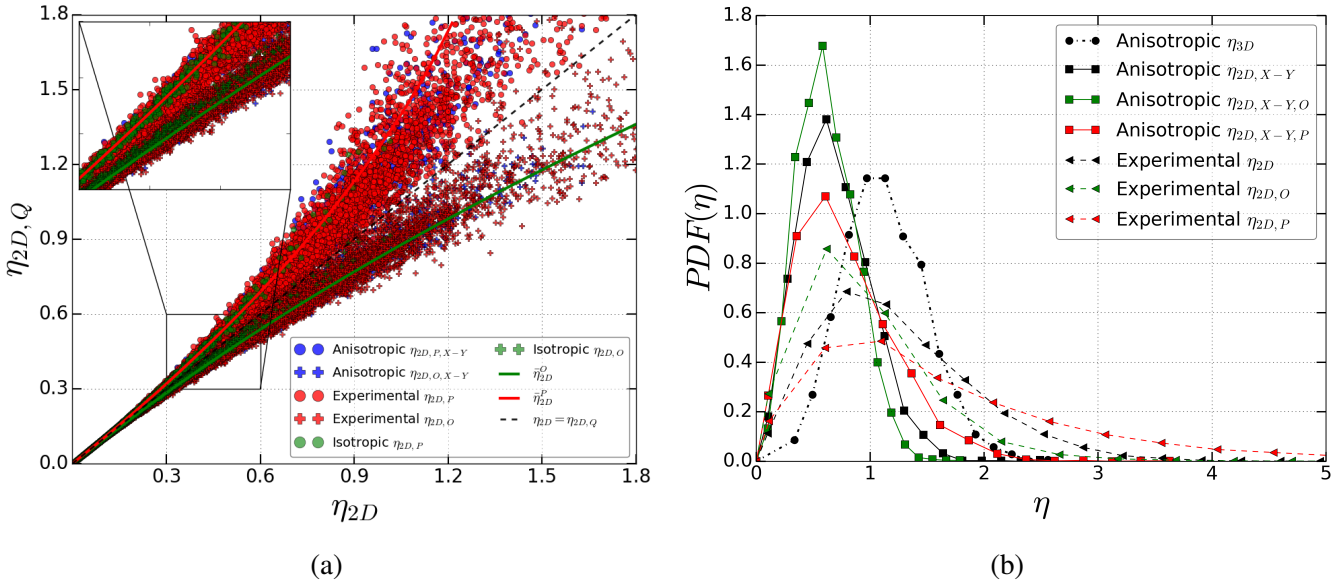 1.8
1.5
1.2
0.9
0.6
0.3
0.0
0.3 0.6 0.9 1.2 1.5 1.8
η2D,Q
η2D
Anisotropic η2D,P,X−Y
Anisotropic η2D,O,X−Y
Experimental η2D,P
Experimental η2D,O
Isotropic η2D,P
Isotropic η2D,O
η̄ᴼ2D
η̄ᴾ2D
η2D = η2D,Q
(a)
1.8
1.6
1.4
1.2
1.0
0.8
0.6
0.4
0.2
0.0
0 1 2 3 4 5
PDF(η)
η
Anisotropic η3D
Anisotropic η2D,X−Y
Anisotropic η2D,X−Y,O
Anisotropic η2D,X−Y,P
Experimental η2D
Experimental η2D,O
Experimental η2D,P
(b)